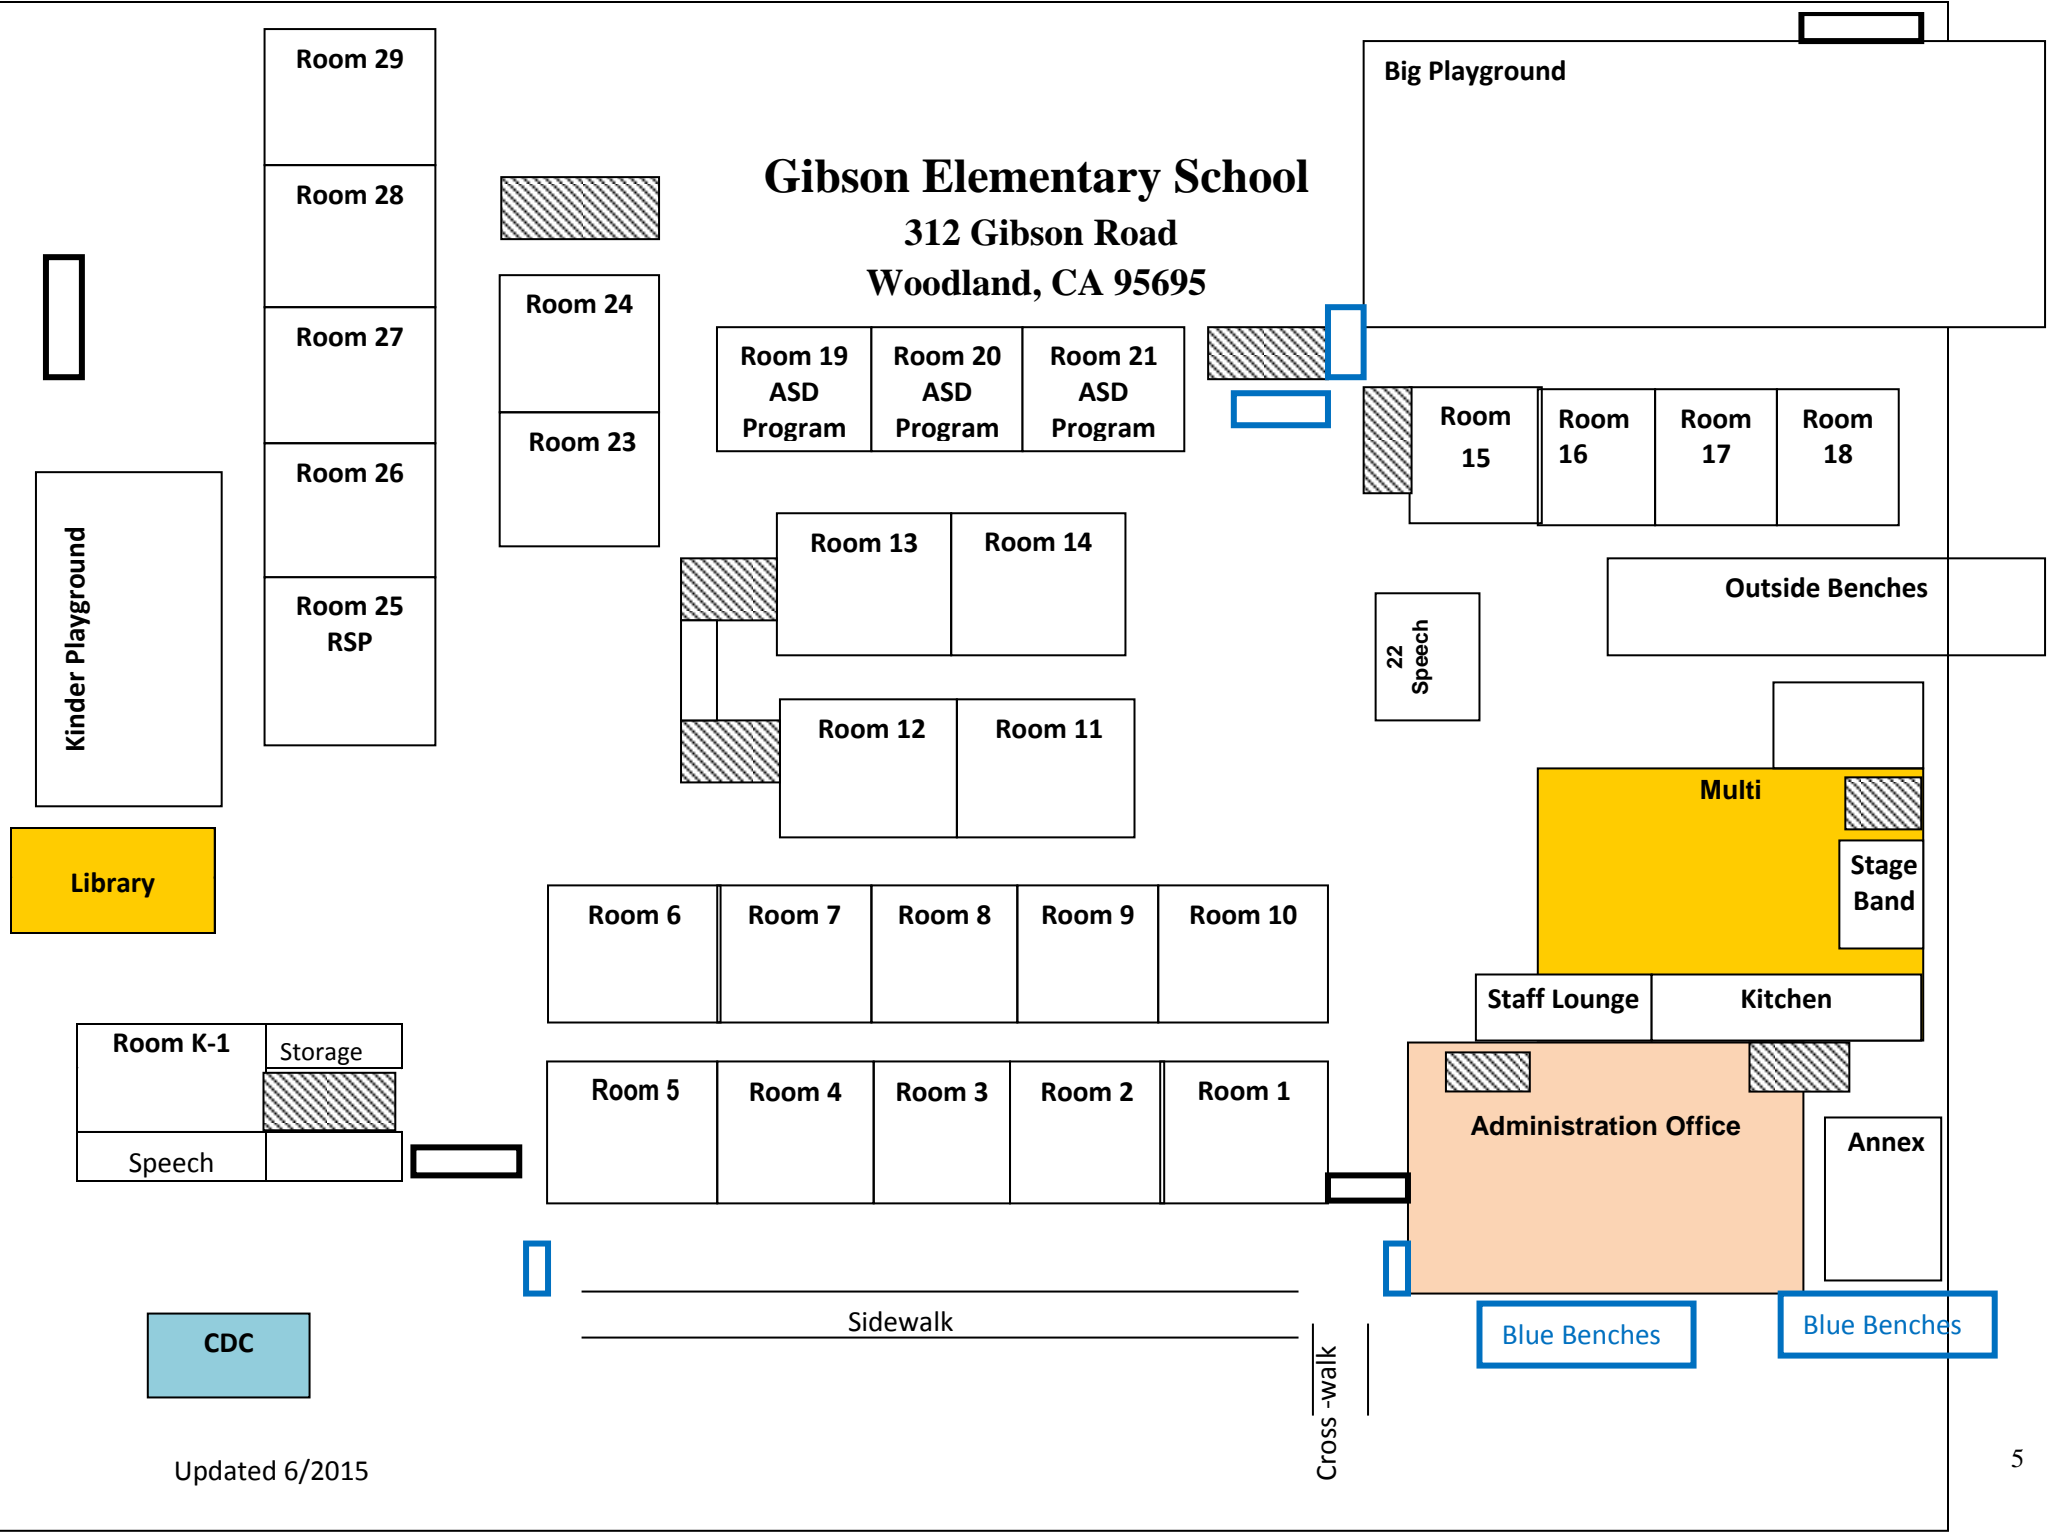 Room 29
Big Playground
Gibson Elementary School
312 Gibson Road
Woodland, CA 95695
Room 28
Room 24
Room 27
Room 19
ASD
Program
Room 20
ASD
Program
Room 21
ASD
Program
Room
15
Room
16
Room
17
Room
18
Room 23
Room 26
Kinder Playground
Room 13
Room 14
Outside Benches
Room 25
RSP
22
Speech
Room 12
Room 11
Multi
Library
Stage
Band
Room 6
Room 7
Room 8
Room 9
Room 10
Staff Lounge
Kitchen
Room K-1
Storage
Room 5
Room 4
Room 3
Room 2
Room 1
Administration Office
Annex
Speech
Sidewalk
CDC
Blue Benches
Blue Benches
Cross -walk
Updated 6/2015
5